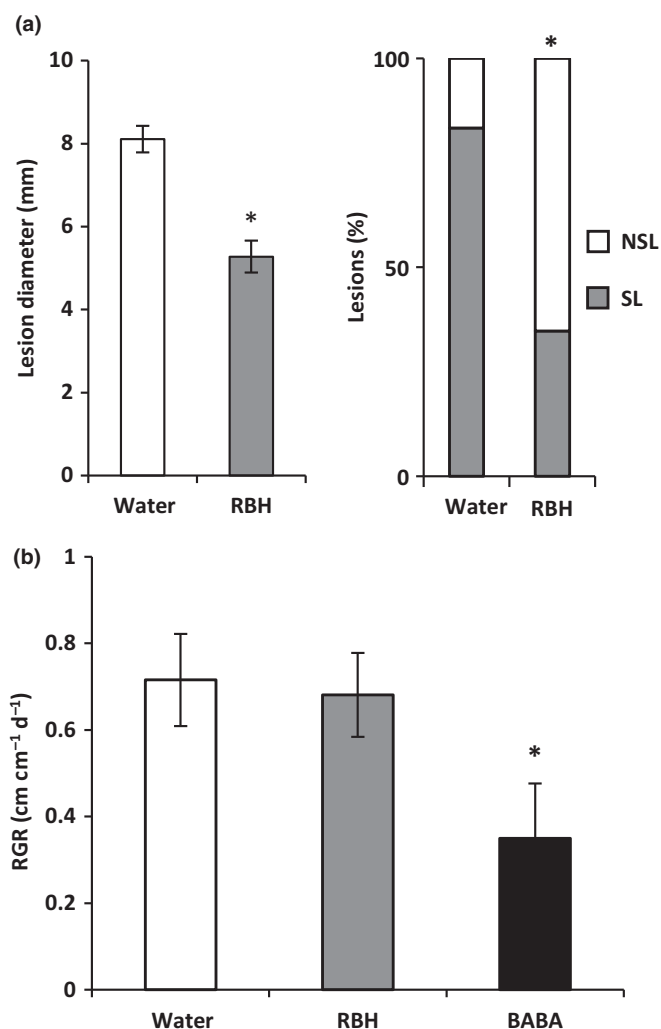 (a)
10
8
6
4
2
0
Lesion diameter (mm)
*
Water RBH
100
50
0
Lesions (%)
*
Water RBH
NSL
SL
(b)
1
0.8
0.6
0.4
0.2
0
RGR (cm cm⁻¹ d⁻¹)
*
Water RBH BABA